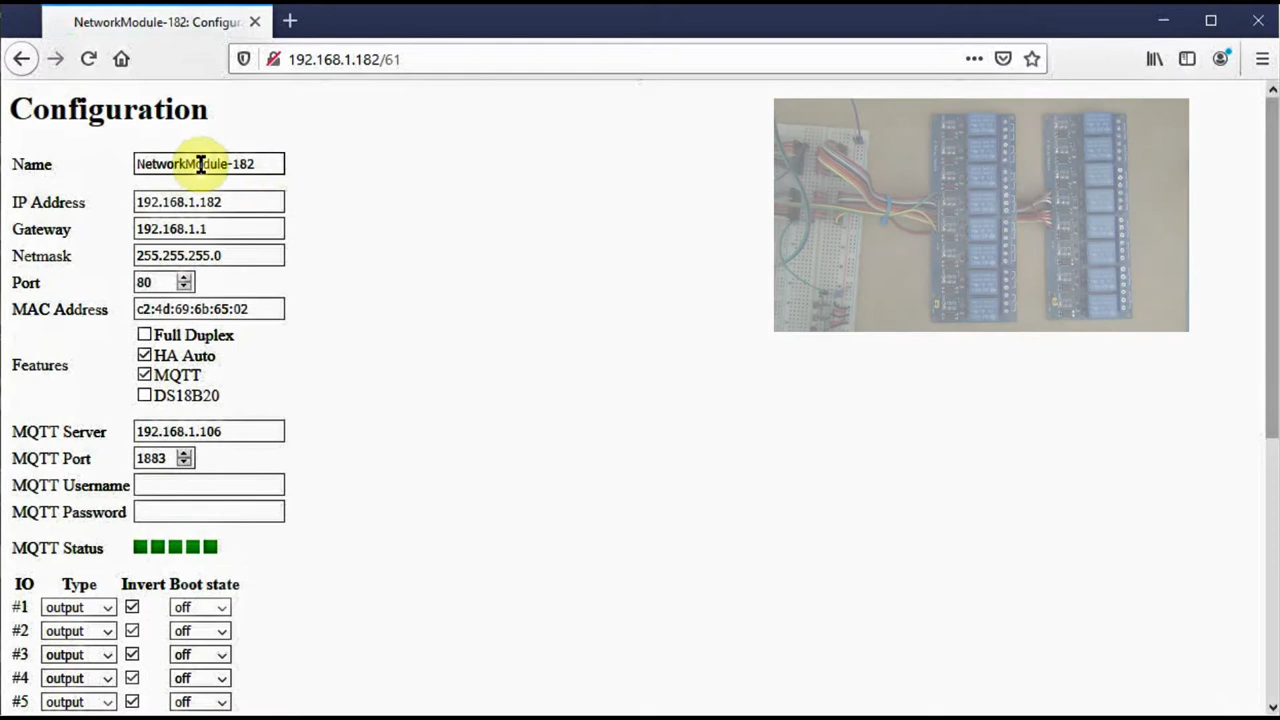 NetworkModule-182: Configur
192.168.1.182/61
Configuration
Name NetworkModule-182
IP Address 192.168.1.182
Gateway 192.168.1.1
Netmask 255.255.255.0
Port 80
MAC Address c2:4d:69:6b:65:02
Features
Full Duplex
HA Auto
MQTT
DS18B20
MQTT Server 192.168.1.106
MQTT Port 1883
MQTT Username
MQTT Password
MQTT Status
IO Type Invert Boot state
#1 output off
#2 output off
#3 output off
#4 output off
#5 output off